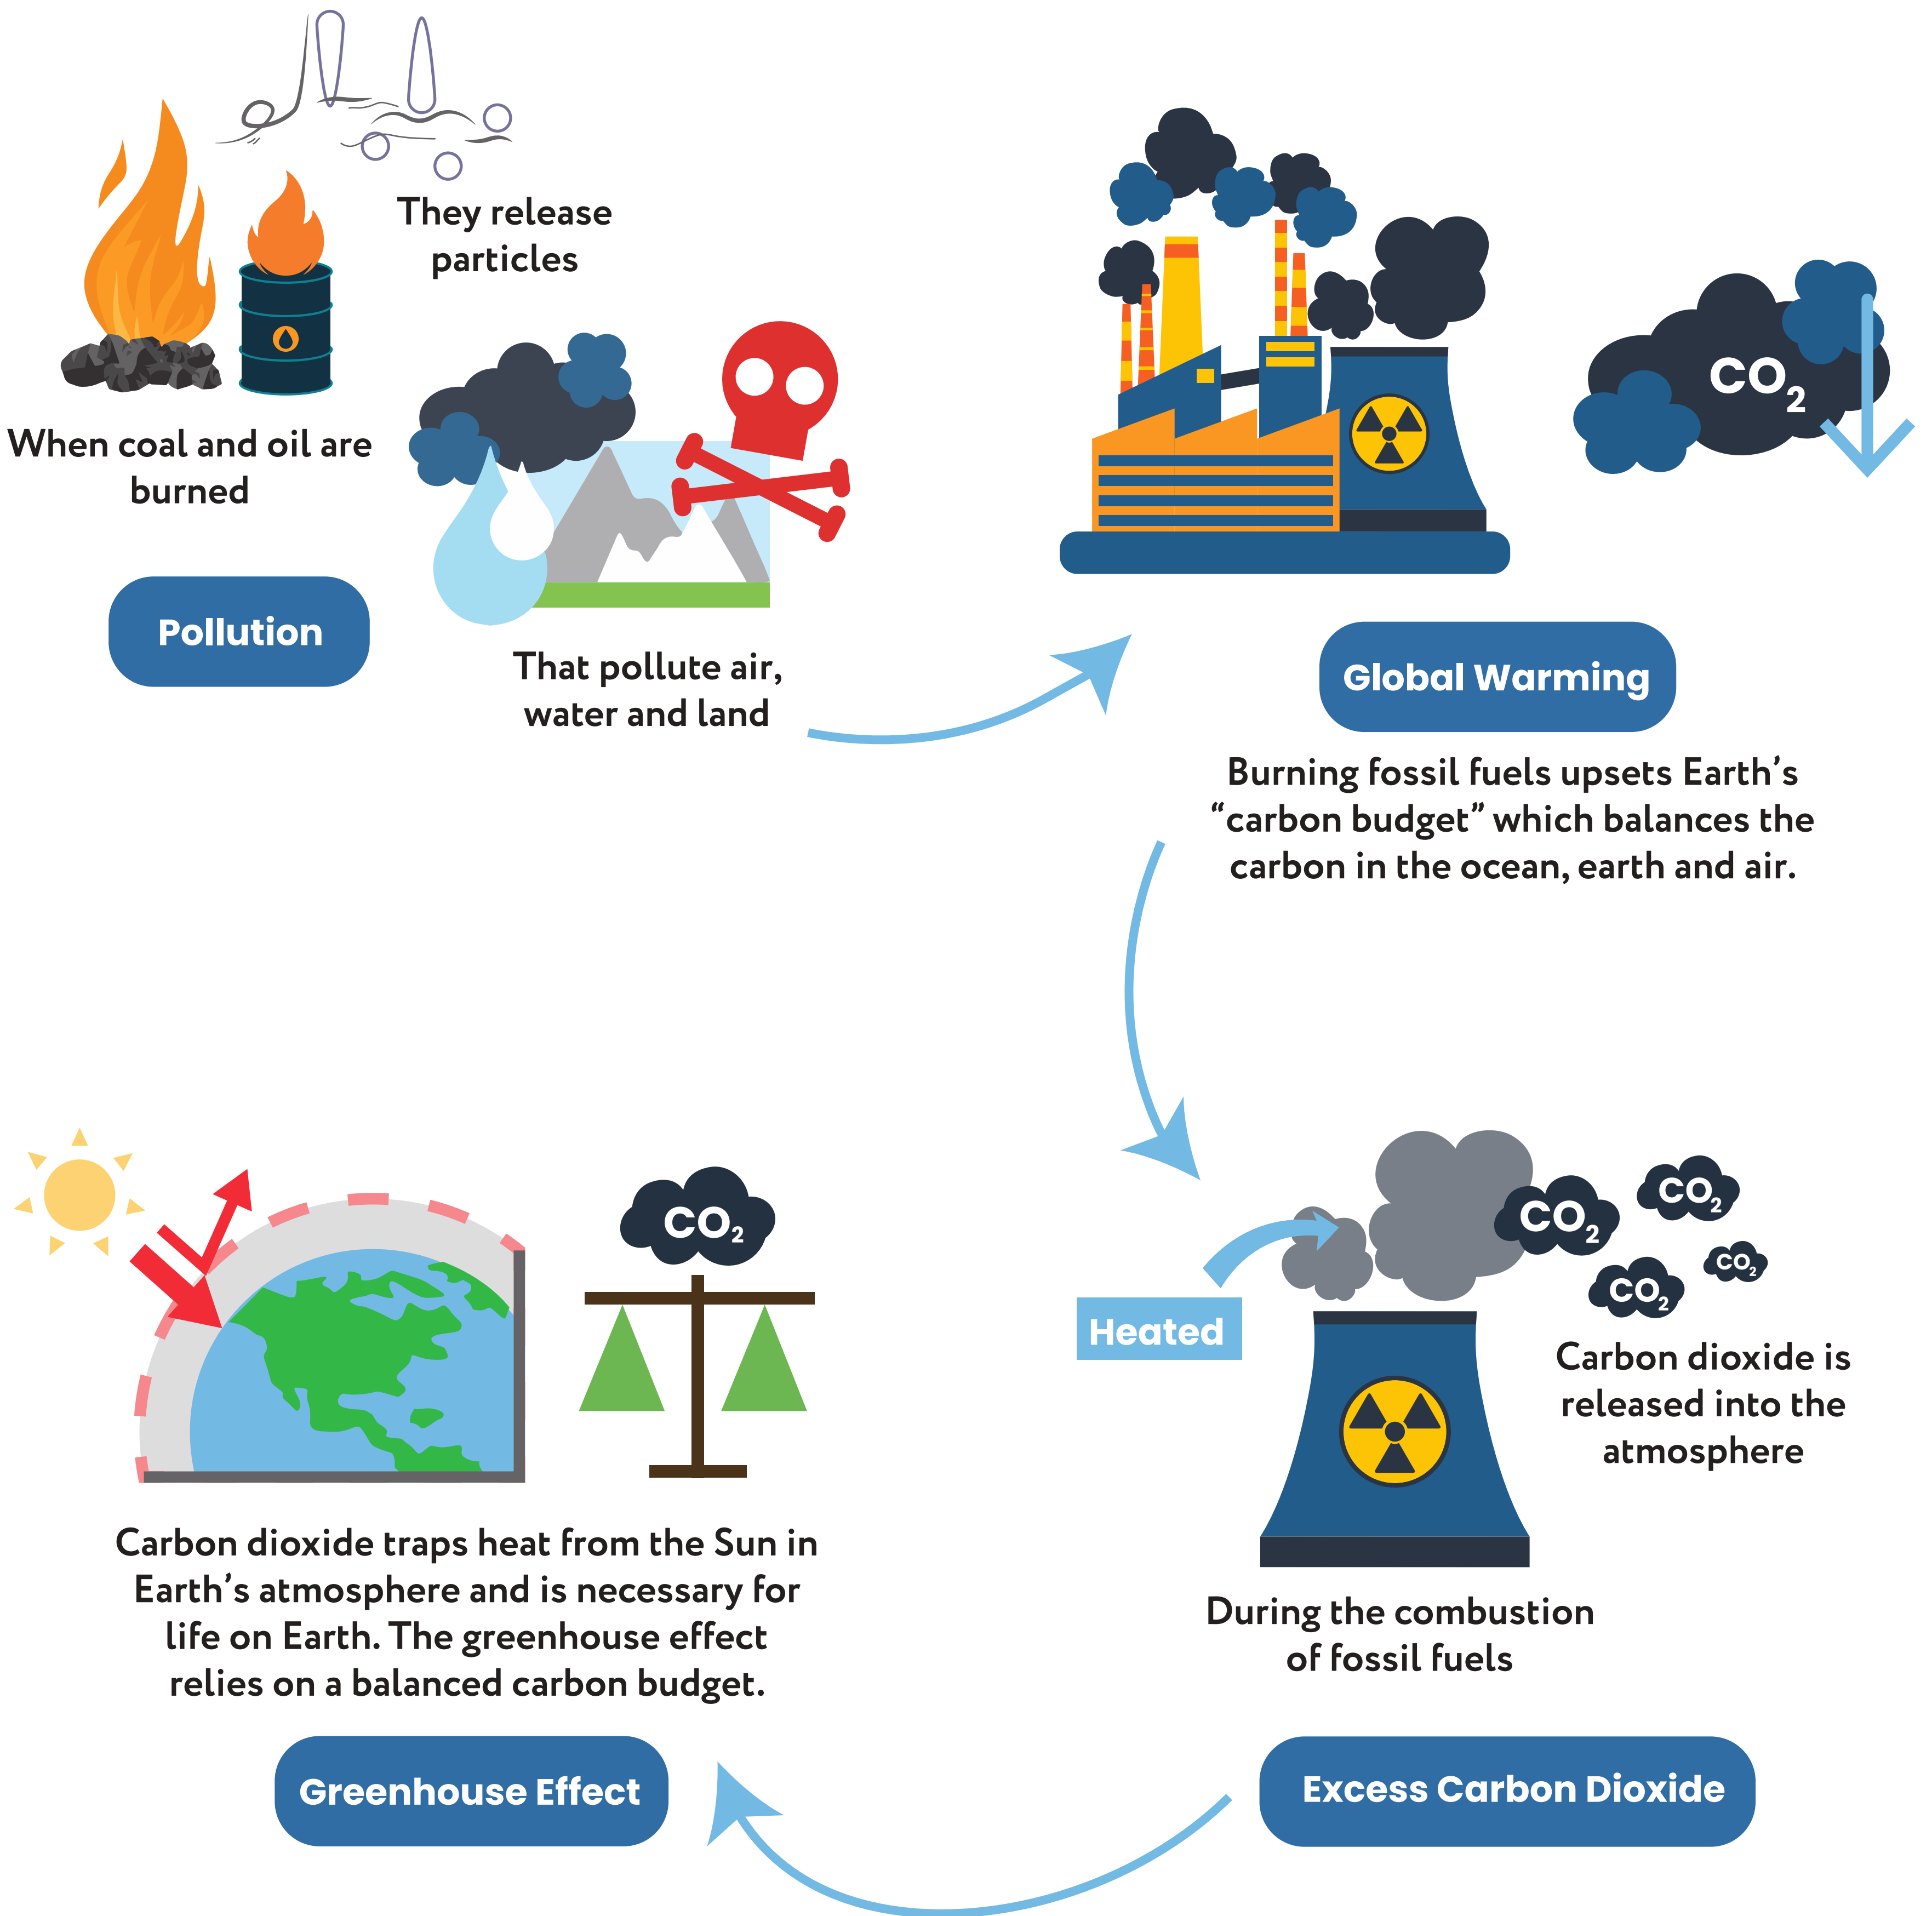 They release
particles
When coal and oil are
burned
Pollution
That pollute air,
water and land
CO₂
Global Warming
Burning fossil fuels upsets Earth’s
“carbon budget” which balances the
carbon in the ocean, earth and air.
CO₂
CO₂
CO₂
CO₂
Heated
Carbon dioxide is
released into the
atmosphere
During the combustion
of fossil fuels
Excess Carbon Dioxide
CO₂
Carbon dioxide traps heat from the Sun in
Earth’s atmosphere and is necessary for
life on Earth. The greenhouse effect
relies on a balanced carbon budget.
Greenhouse Effect